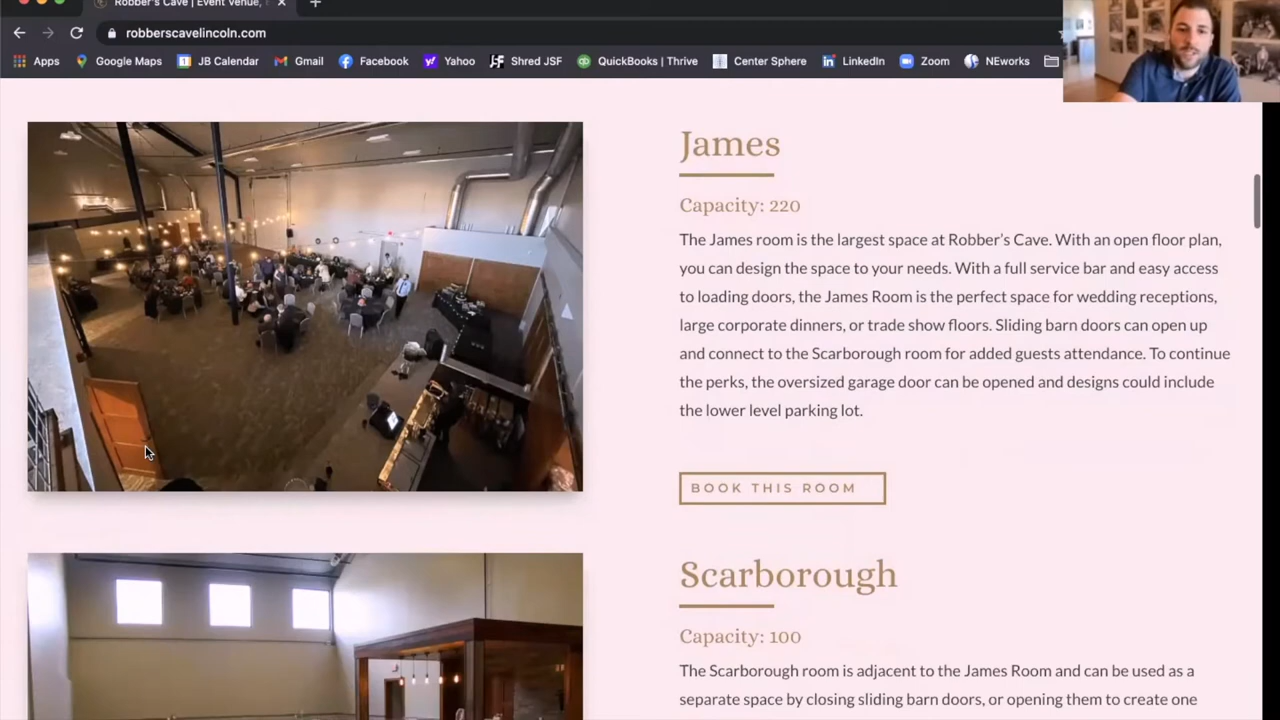 Robber's Cave | Event Venue,
robberscavelincoln.com
Apps Google Maps JB Calendar Gmail Facebook Yahoo Shred JSF QuickBooks | Thrive Center Sphere LinkedIn Zoom NEworks
James
Capacity: 220
The James room is the largest space at Robber's Cave. With an open floor plan,
you can design the space to your needs. With a full service bar and easy access
to loading doors, the James Room is the perfect space for wedding receptions,
large corporate dinners, or trade show floors. Sliding barn doors can open up
and connect to the Scarborough room for added guests attendance. To continue
the perks, the oversized garage door can be opened and designs could include
the lower level parking lot.
BOOK THIS ROOM
Scarborough
Capacity: 100
The Scarborough room is adjacent to the James Room and can be used as a
separate space by closing sliding barn doors, or opening them to create one